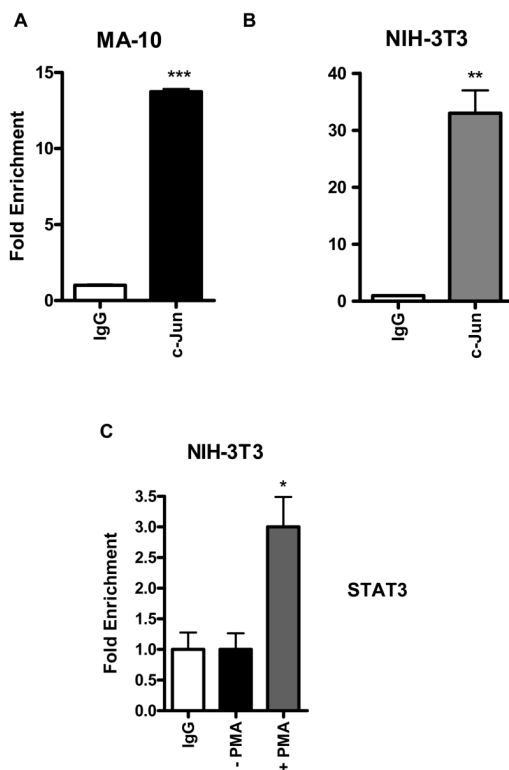 A
MA-10
***
15
10
5
0
Fold Enrichment
IgG
c-Jun
B
NIH-3T3
**
40
30
20
10
0
IgG
c-Jun
C
NIH-3T3
*
3.5
3.0
2.5
2.0
1.5
1.0
0.5
0.0
Fold Enrichment
IgG
- PMA
+ PMA
STAT3